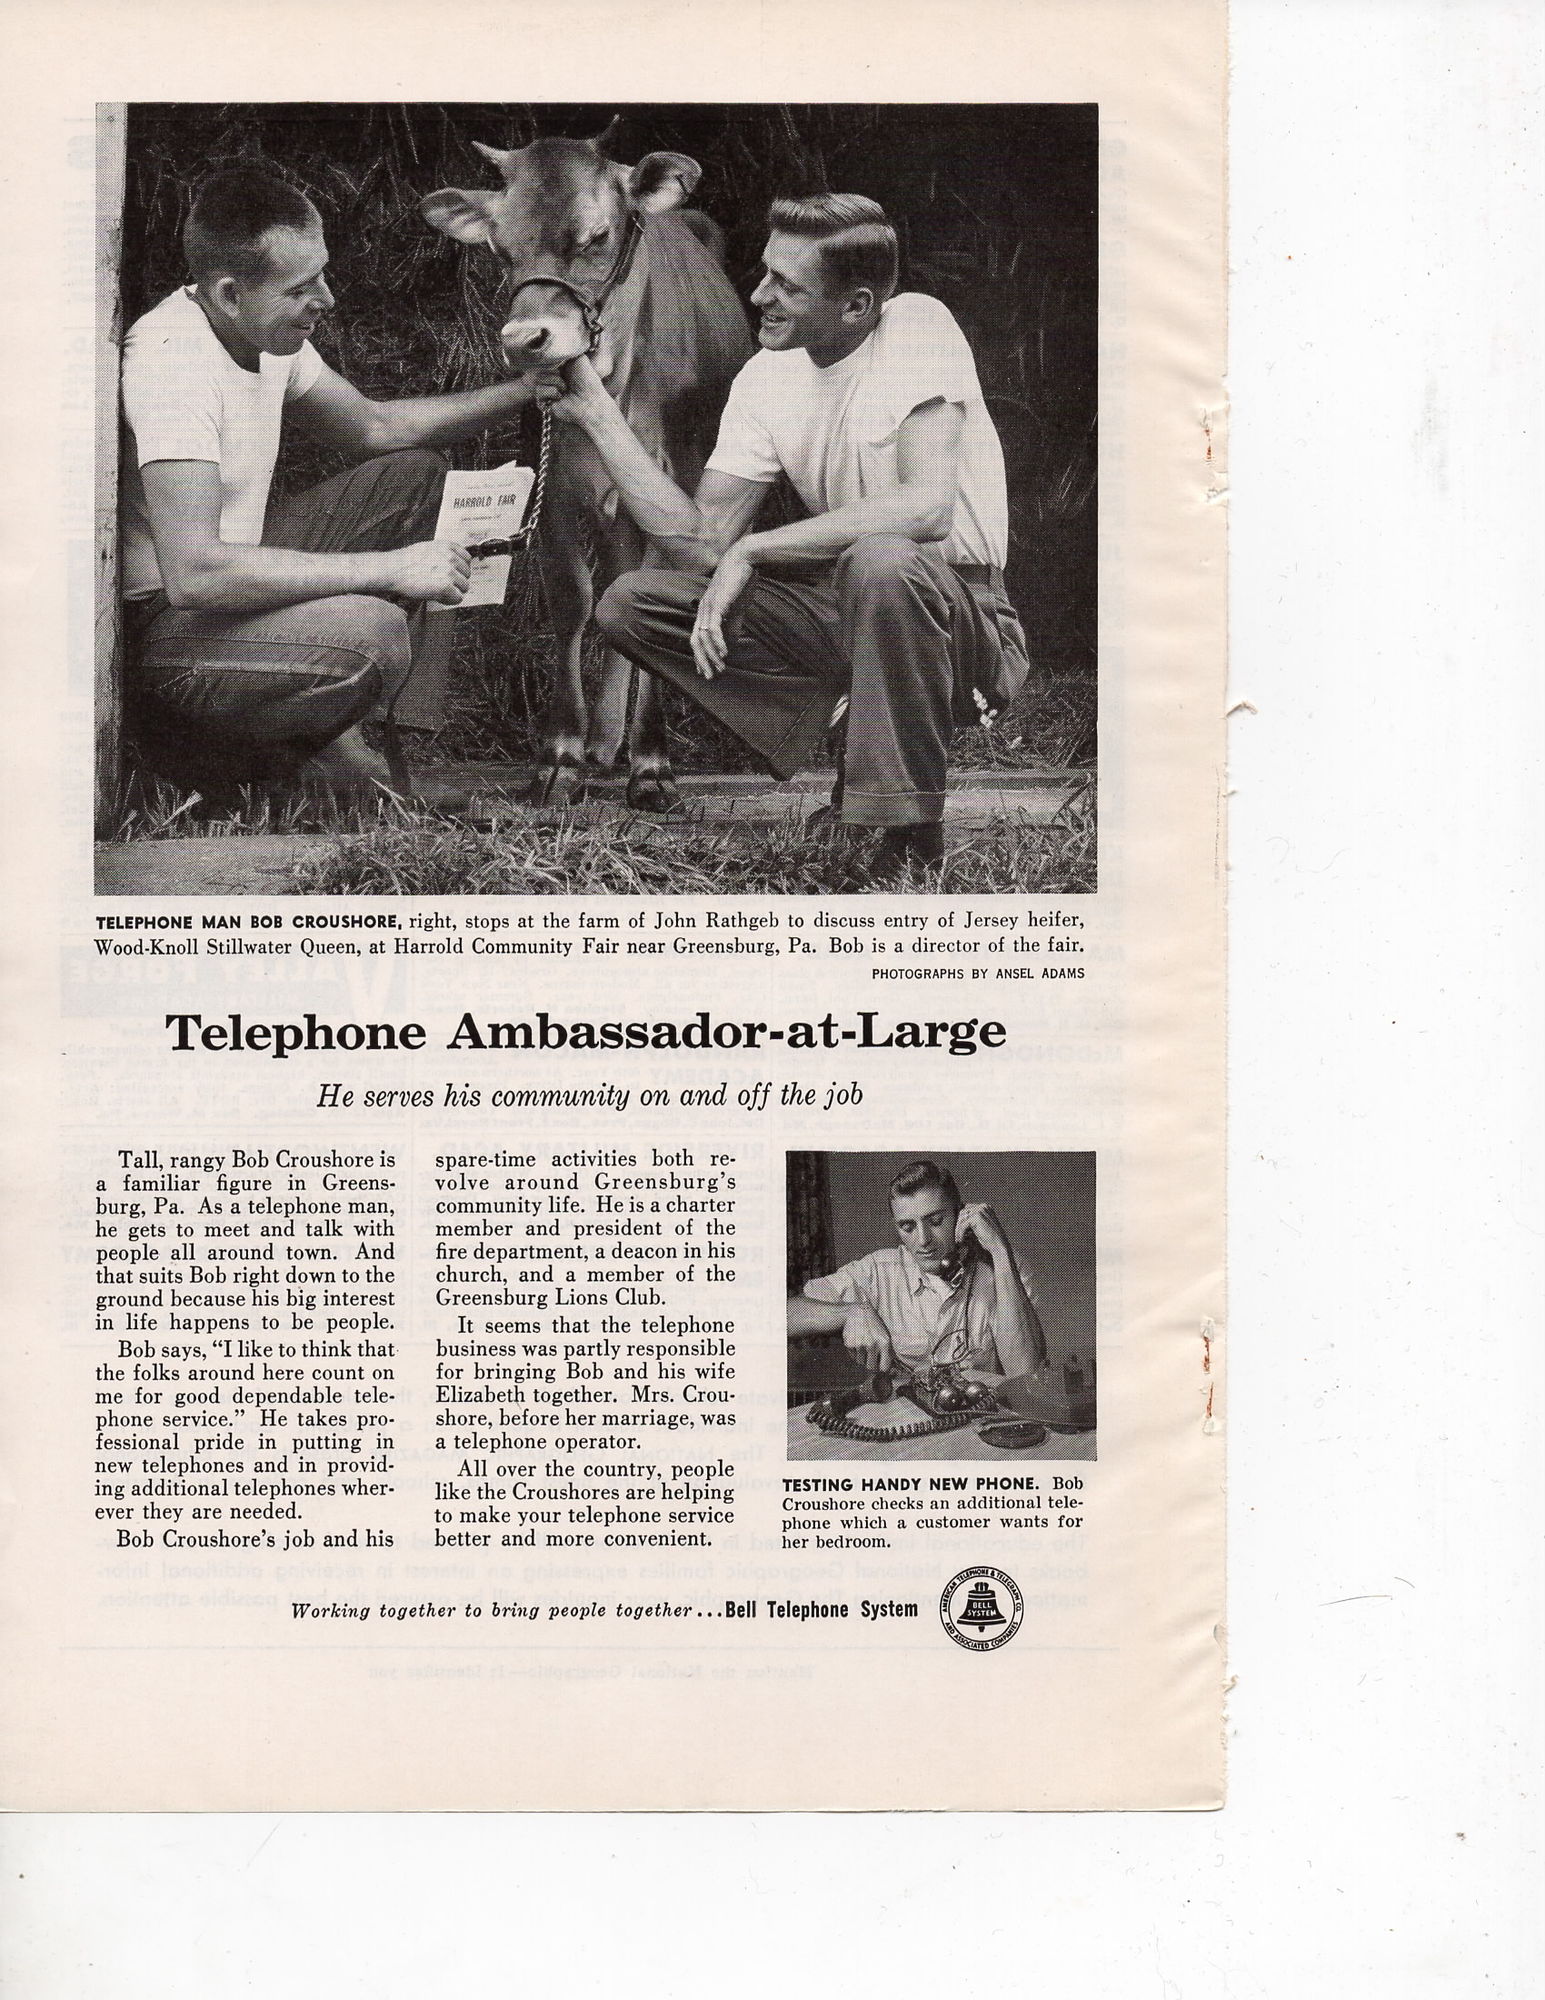 HARROLD FAIR
TELEPHONE MAN BOB CROUSHORE, right, stops at the farm of John Rathgeb to discuss entry of Jersey heifer,
Wood-Knoll Stillwater Queen, at Harrold Community Fair near Greensburg, Pa. Bob is a director of the fair.
PHOTOGRAPHS BY ANSEL ADAMS
Telephone Ambassador-at-Large
He serves his community on and off the job
Tall, rangy Bob Croushore is
a familiar figure in Greens-
burg, Pa. As a telephone man,
he gets to meet and talk with
people all around town. And
that suits Bob right down to the
ground because his big interest
in life happens to be people.
Bob says, “I like to think that
the folks around here count on
me for good dependable tele-
phone service.” He takes pro-
fessional pride in putting in
new telephones and in provid-
ing additional telephones wher-
ever they are needed.
Bob Croushore's job and his
spare-time activities both re-
volve around Greensburg's
community life. He is a charter
member and president of the
fire department, a deacon in his
church, and a member of the
Greensburg Lions Club.
It seems that the telephone
business was partly responsible
for bringing Bob and his wife
Elizabeth together. Mrs. Crou-
shore, before her marriage, was
a telephone operator.
All over the country, people
like the Croushores are helping
to make your telephone service
better and more convenient.
TESTING HANDY NEW PHONE. Bob
Croushore checks an additional tele-
phone which a customer wants for
her bedroom.
Working together to bring people together...Bell Telephone System
AMERICAN TELEPHONE & TELEGRAPH CO.
BELL
SYSTEM
AND ASSOCIATED COMPANIES